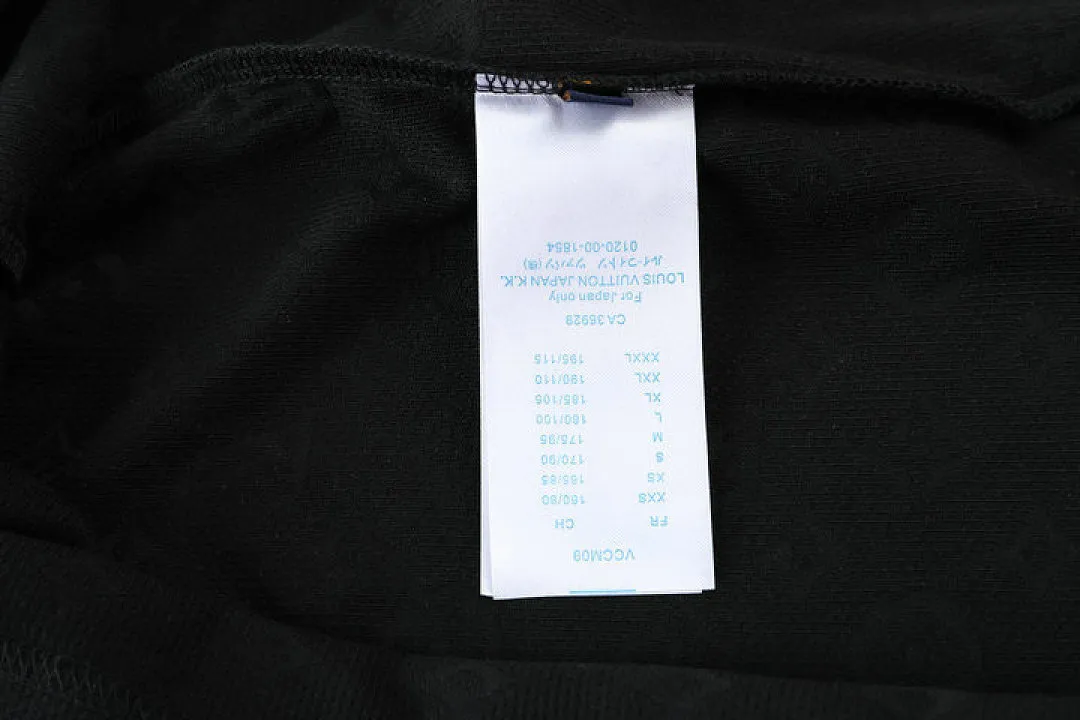 VCCM09
FR CH
XXS 160/80
XS 165/85
S 170/90
M 175/95
L 180/100
XL 185/105
XXL 190/110
XXXL 195/115
CA 36929
For Japan only
LOUIS VUITTON JAPAN K.K.
ルイ・ヴィトン ジャパン(株)
0120-00-1854